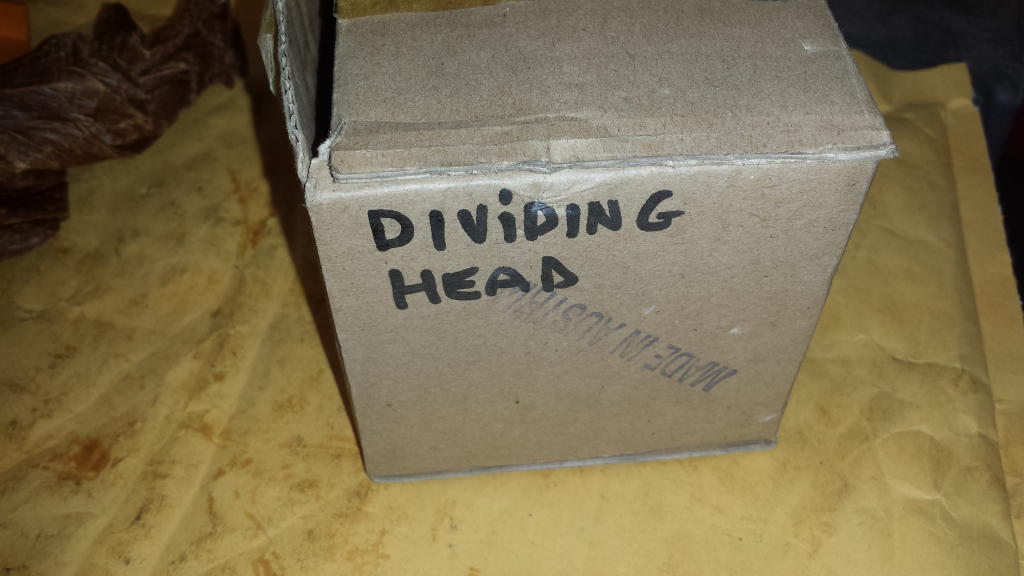 DIViDING
HEAD
MADE IN AUSTRIA